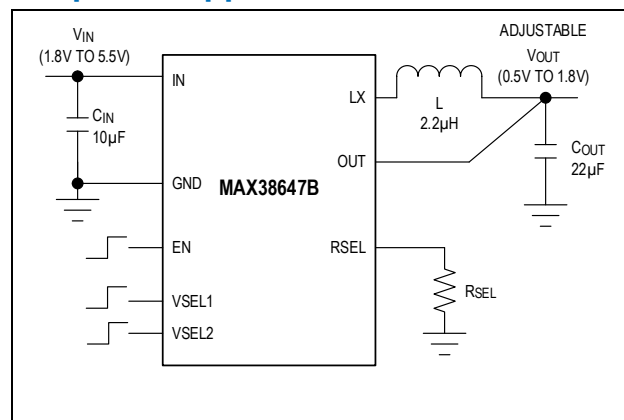 VIN
(1.8V TO 5.5V)
CIN
10µF
IN
GND
EN
VSEL1
VSEL2
MAX38647B
LX
OUT
RSEL
L
2.2µH
ADJUSTABLE
VOUT
(0.5V TO 1.8V)
COUT
22µF
RSEL